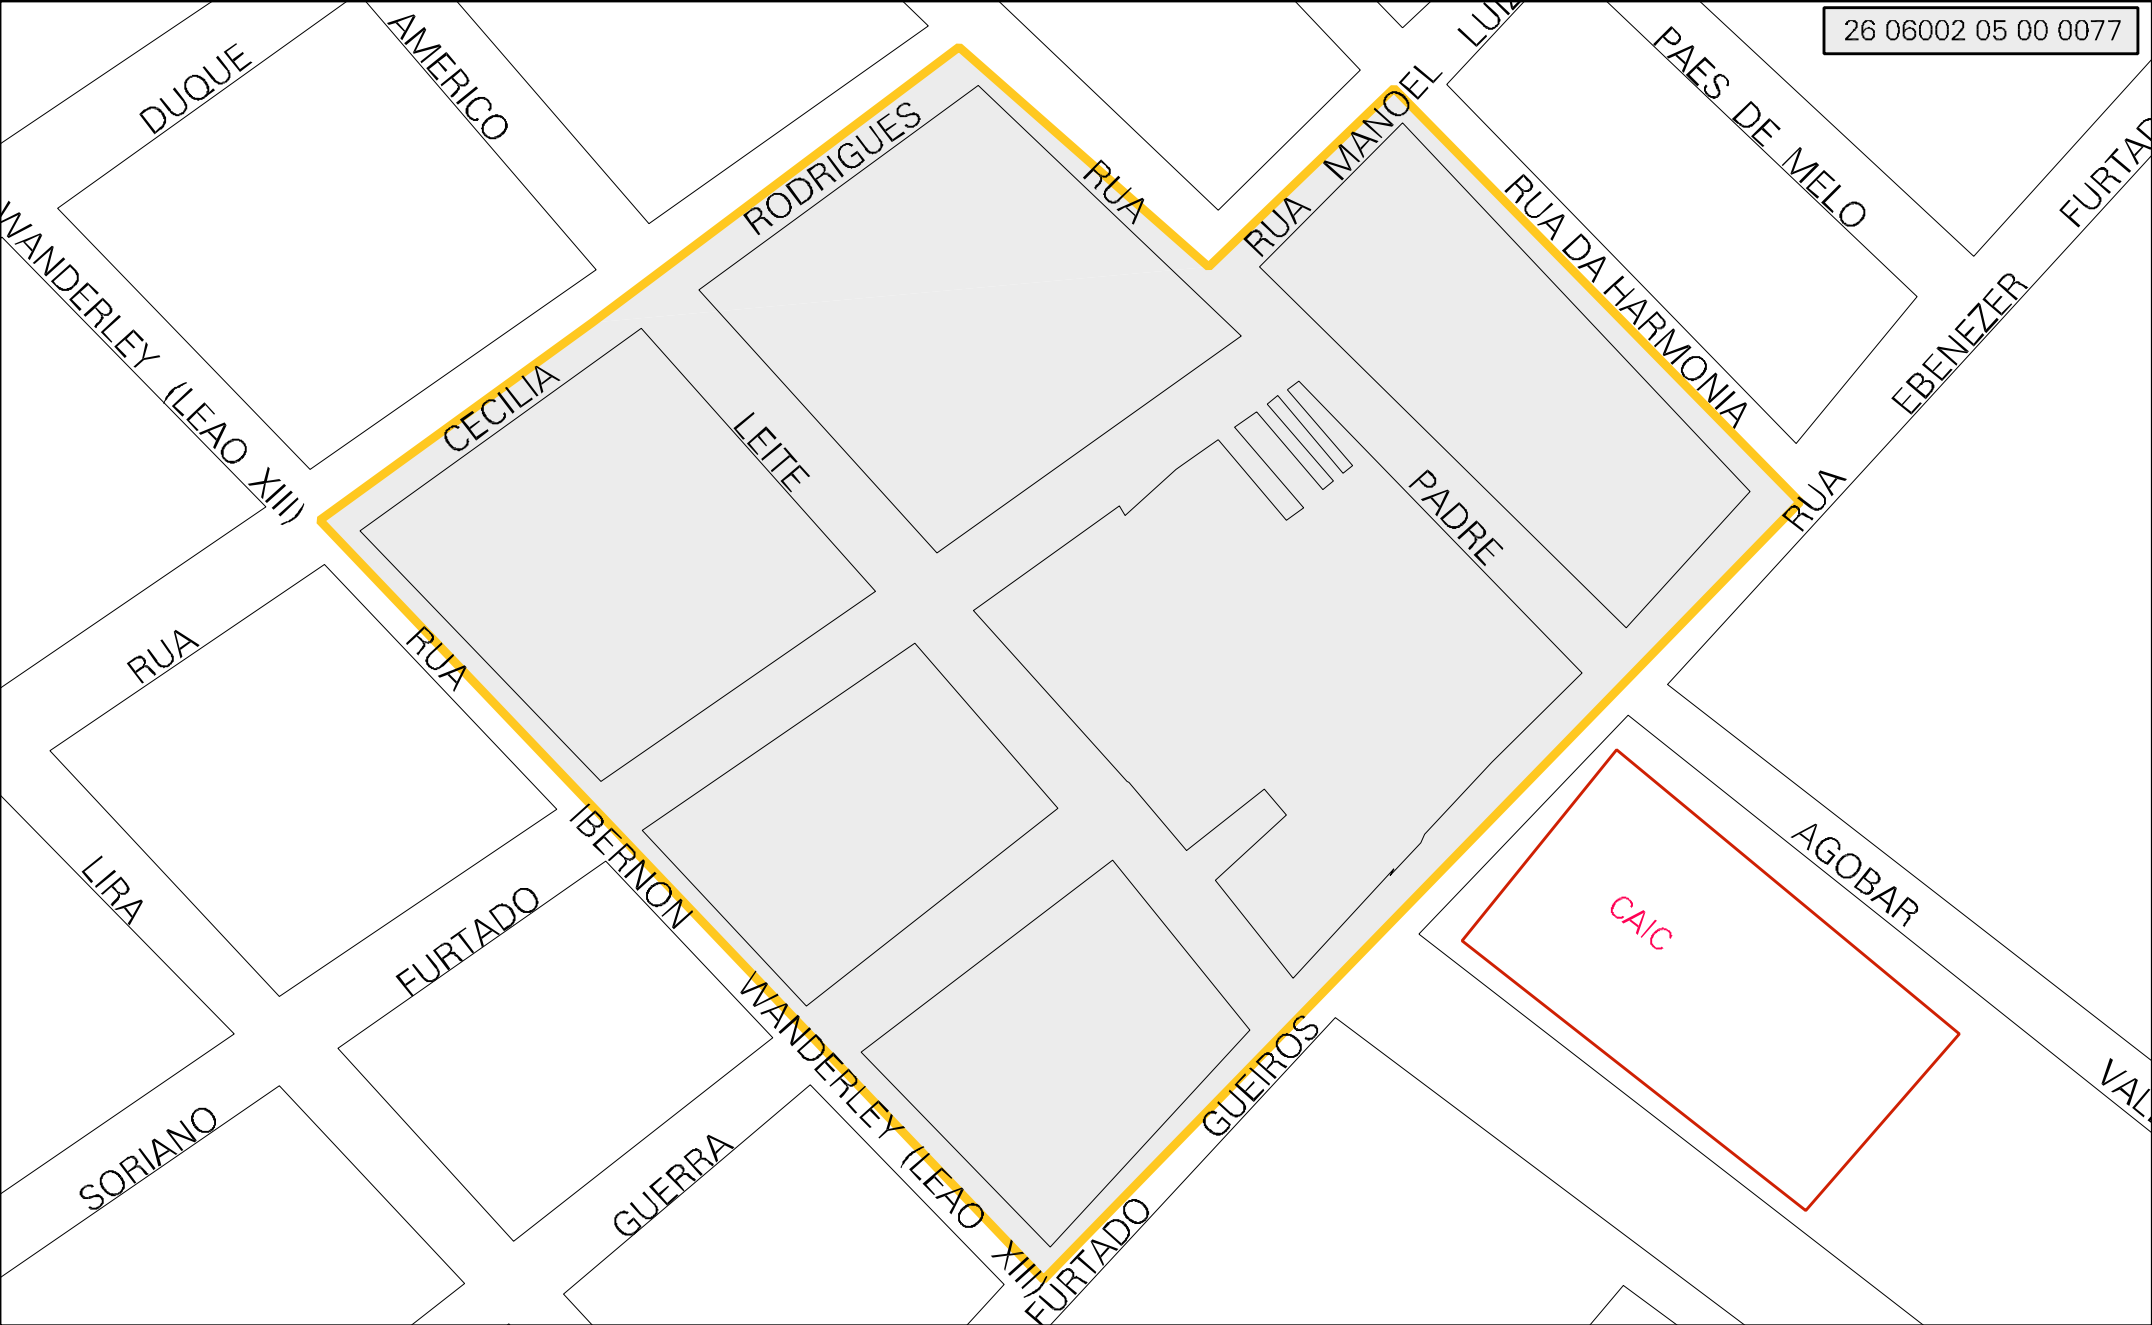 26 06002 05 00 0077
DUQUE
AMERICO
RODRIGUES
RUA
RUA MANOEL
PAES DE MELO
RUA DA HARMONIA
EBENEZER
WANDERLEY (LEAO XIII)
CECILIA
LEITE
PADRE
RUA
RUA
RUA
IBERNON
WANDERLEY (LEAO XIII)
LIRA
FURTADO
SORIANO
GUERRA
GUEIROS
FURTADO
CAIC
AGOBAR